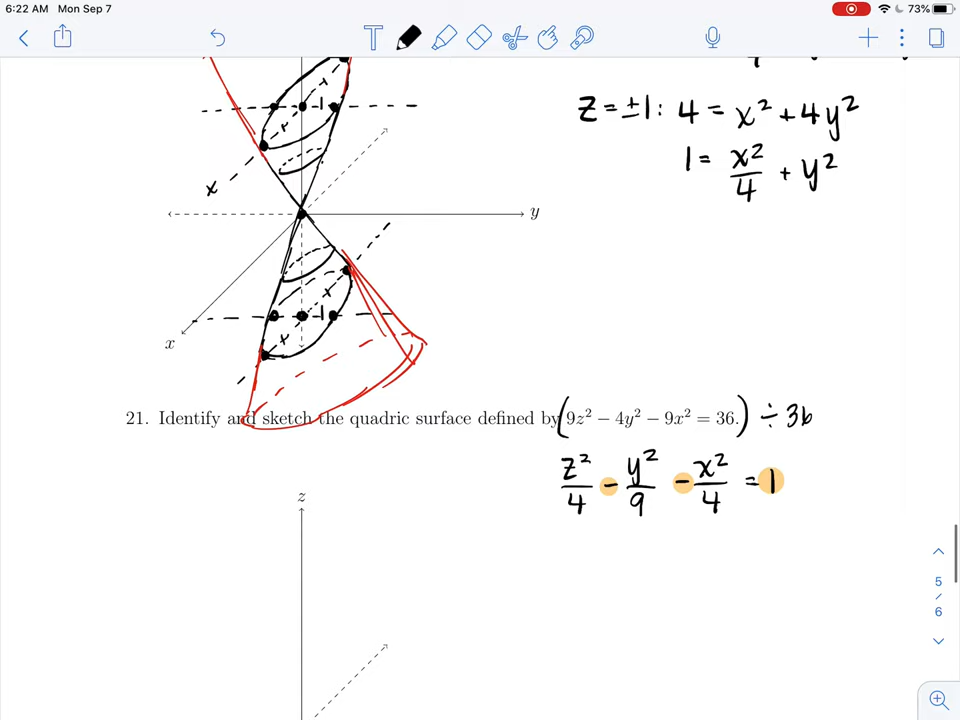 6:22 AM Mon Sep 7
73%
T
1
z = ±1: 4 = x² + 4y²
1 = x²/4 + y²
x
y
1
x
21. Identify and sketch the quadric surface defined by (9z² − 4y² − 9x² = 36.) ÷ 36
z²/4 − y²/9 − x²/4 = 1
z
5
/
6